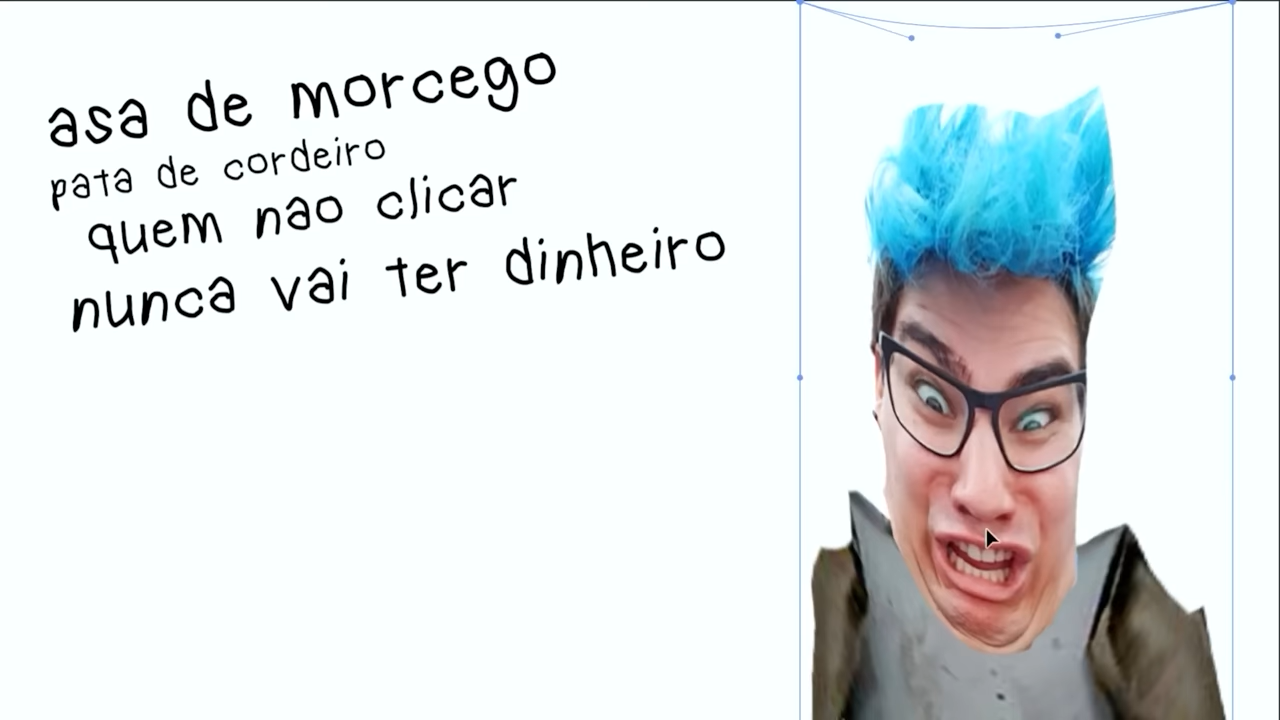 asa de morcego
pata de cordeiro
quem nao clicar
nunca vai ter dinheiro